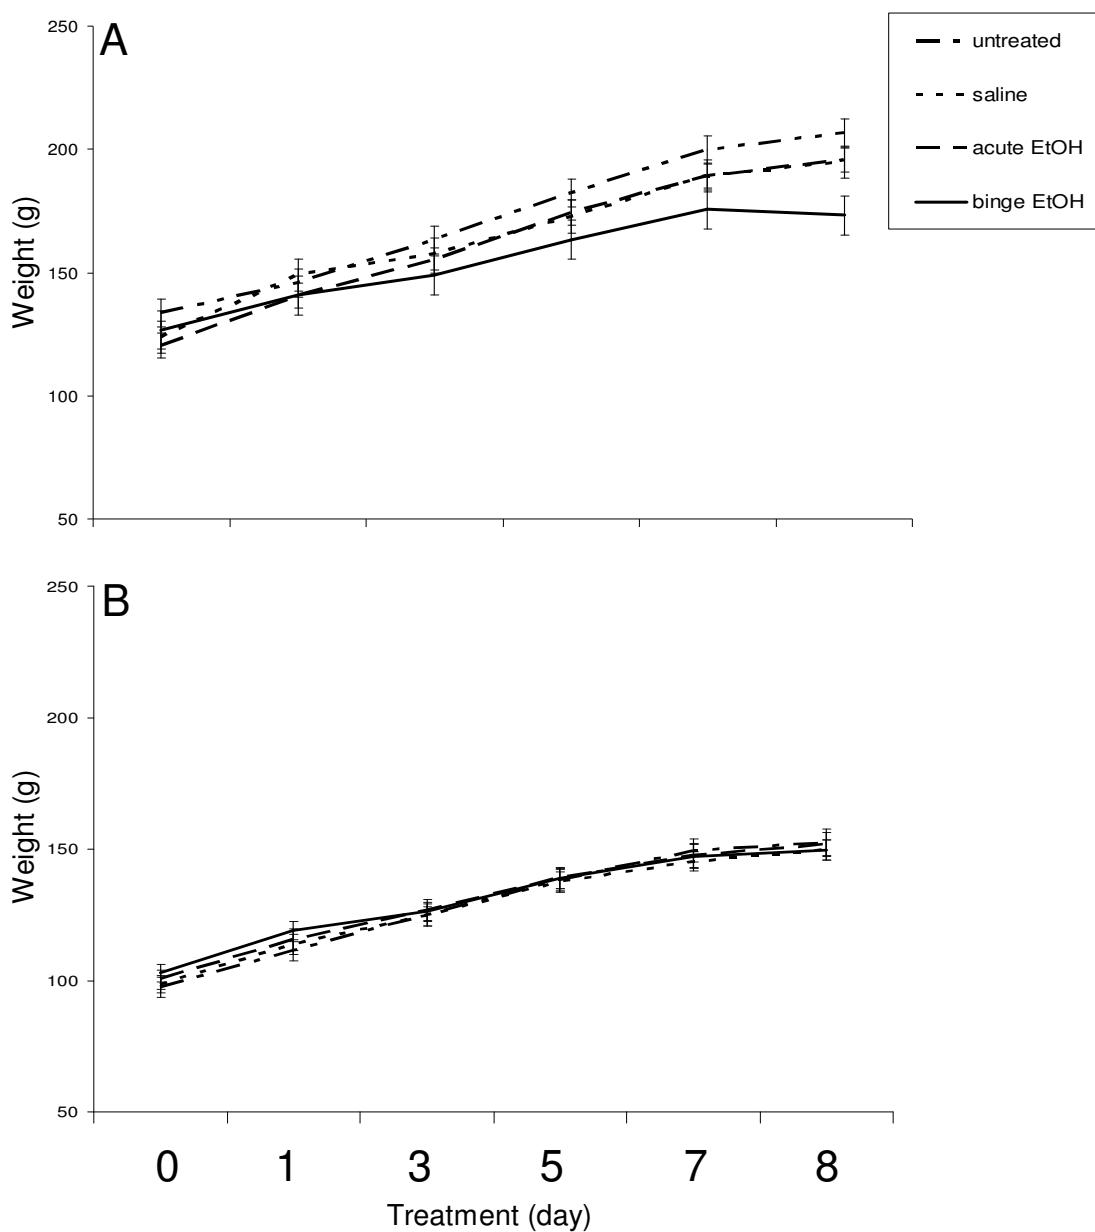 A
250
200
150
100
50
Weight (g)
untreated
saline
acute EtOH
binge EtOH
B
250
200
150
100
50
Weight (g)
0 1 3 5 7 8
Treatment (day)